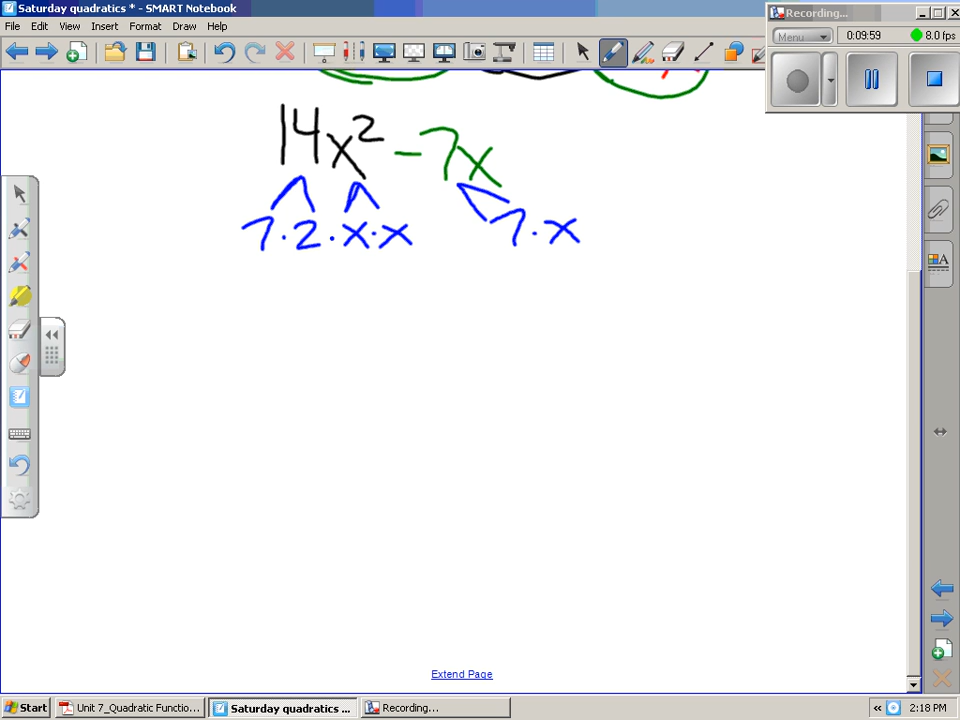 Saturday quadratics * - SMART Notebook
File Edit View Insert Format Draw Help
Recording...
Menu 0:09:59 8.0 fps
14x² - 7x
7·2·x·x 7·x
Extend Page
Start Unit 7_Quadratic Functio... Saturday quadratics ... Recording... « 2:18 PM